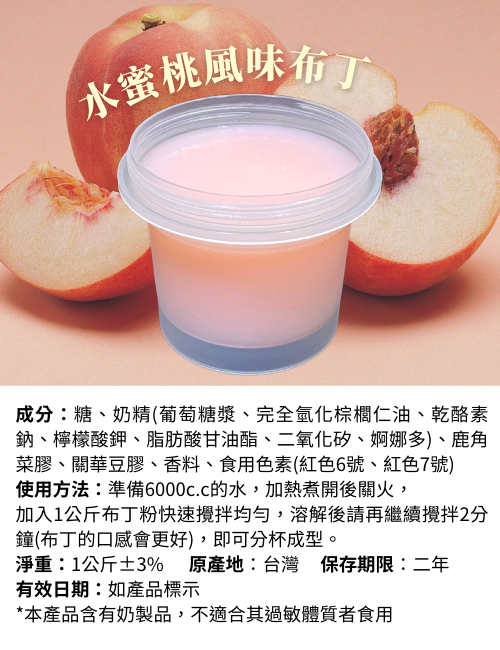 水蜜桃風味布丁
成分：糖、奶精(葡萄糖漿、完全氫化棕櫚仁油、乾酪素
鈉、檸檬酸鉀、脂肪酸甘油酯、二氧化矽、婀娜多)、鹿角
菜膠、關華豆膠、香料、食用色素(紅色6號、紅色7號)
使用方法：準備6000c.c的水，加熱煮開後關火，
加入1公斤布丁粉快速攪拌均勻，溶解後請再繼續攪拌2分
鐘(布丁的口感會更好)，即可分杯成型。
淨重：1公斤±3% 原產地：台灣 保存期限：二年
有效日期：如產品標示
*本產品含有奶製品，不適合其過敏體質者食用